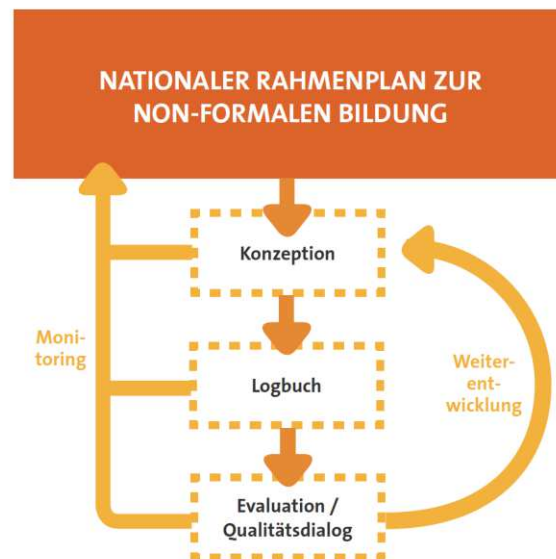 NATIONALER RAHMENPLAN ZUR
NON-FORMALEN BILDUNG
Konzeption
Moni-
toring
Weiter-
ent-
wicklung
Logbuch
Evaluation /
Qualitätsdialog